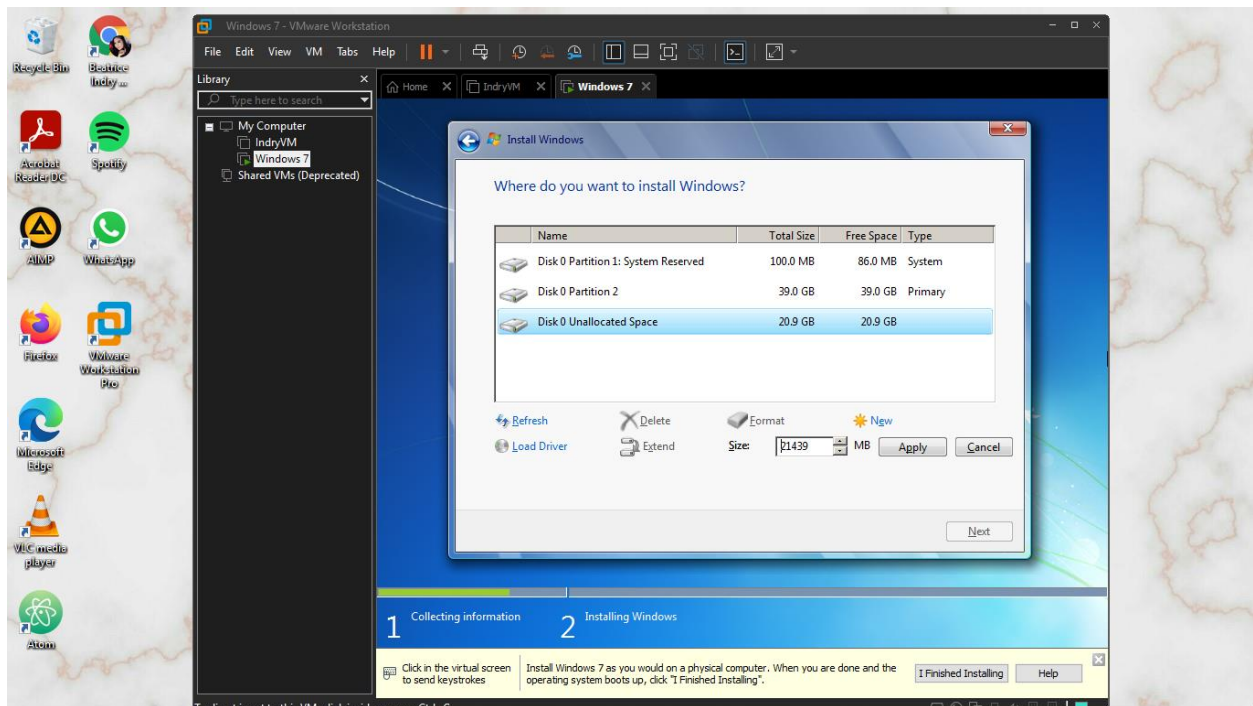 Recycle Bin
Beatrice
Indry ...
Acrobat
Reader DC
Spotify
AIMP
WhatsApp
Firefox
VMware
Workstation
Pro
Microsoft
Edge
VLC media
player
Atom
Windows 7 - VMware Workstation
File Edit View VM Tabs Help
Library
Type here to search
My Computer
IndryVM
Windows 7
Shared VMs (Deprecated)
Home IndryVM Windows 7
Install Windows
Where do you want to install Windows?
Name Total Size Free Space Type
Disk 0 Partition 1: System Reserved 100.0 MB 86.0 MB System
Disk 0 Partition 2 39.0 GB 39.0 GB Primary
Disk 0 Unallocated Space 20.9 GB 20.9 GB
Refresh Delete Format New
Load Driver Extend Size: 21439 MB Apply Cancel
Next
1 Collecting information 2 Installing Windows
Click in the virtual screen
to send keystrokes
Install Windows 7 as you would on a physical computer. When you are done and the
operating system boots up, click "I Finished Installing".
I Finished Installing Help